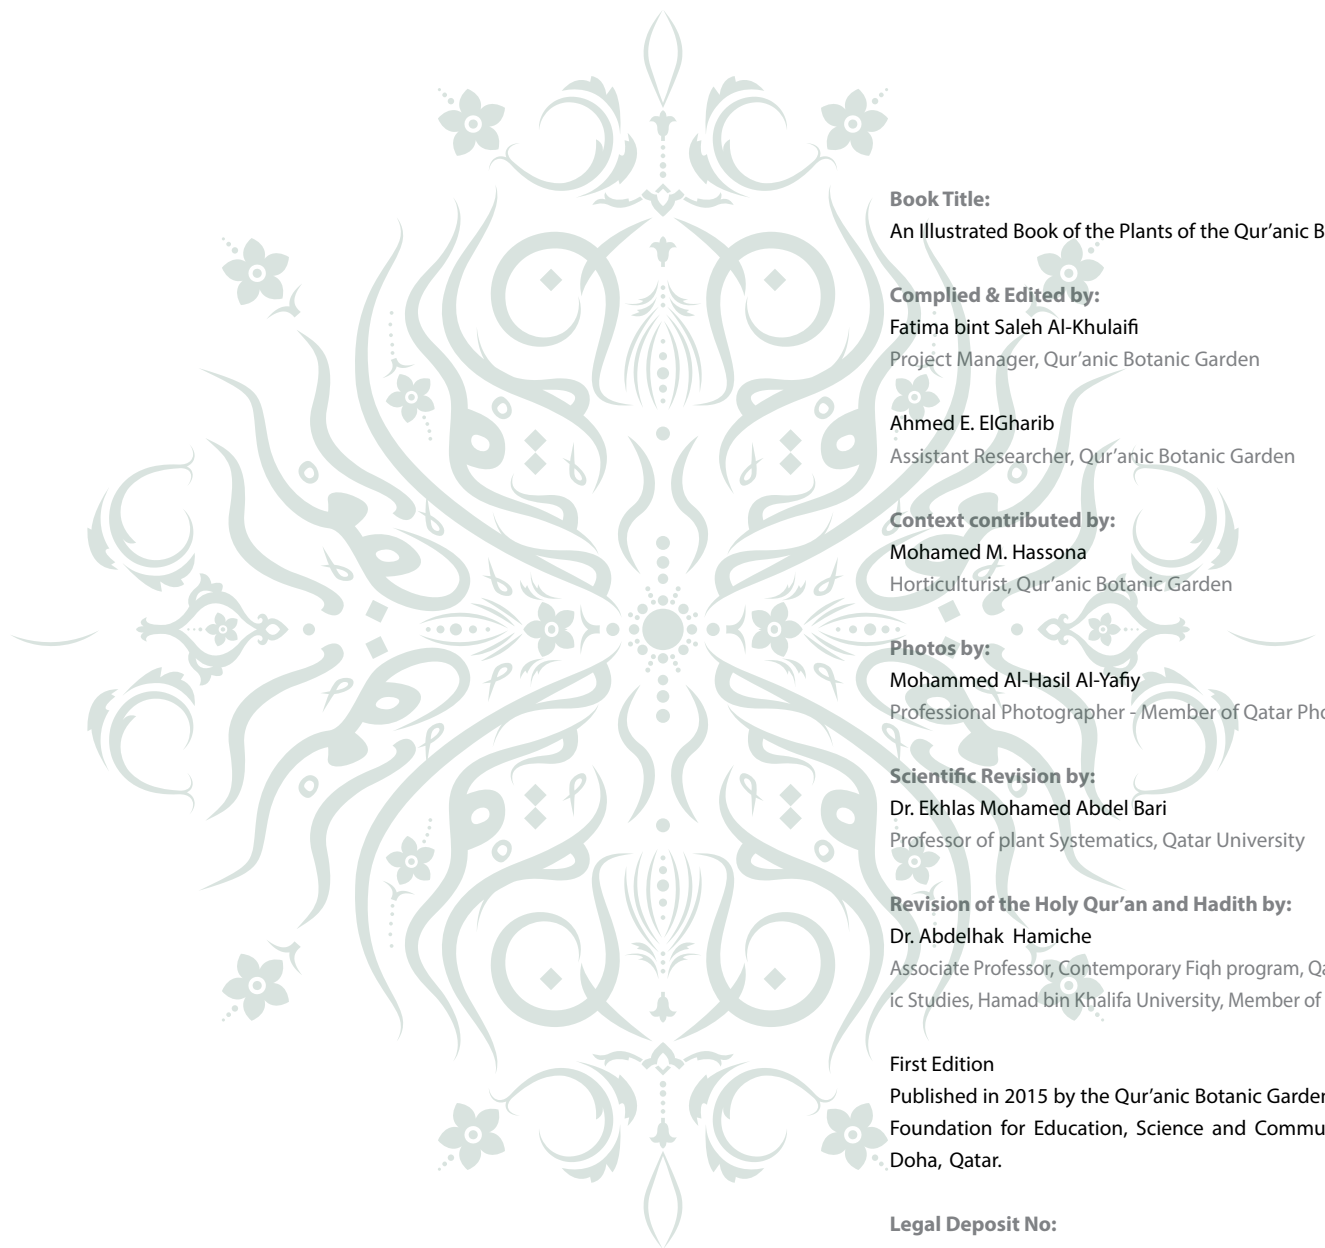 Book Title:
An Illustrated Book of the Plants of the Qur’anic B
Complied & Edited by:
Fatima bint Saleh Al-Khulaifi
Project Manager, Qur’anic Botanic Garden
Ahmed E. ElGharib
Assistant Researcher, Qur’anic Botanic Garden
Context contributed by:
Mohamed M. Hassona
Horticulturist, Qur’anic Botanic Garden
Photos by:
Mohammed Al-Hasil Al-Yafiy
Professional Photographer - Member of Qatar Pho
Scientific Revision by:
Dr. Ekhlas Mohamed Abdel Bari
Professor of plant Systematics, Qatar University
Revision of the Holy Qur’an and Hadith by:
Dr. Abdelhak Hamiche
Associate Professor, Contemporary Fiqh program, Qa
ic Studies, Hamad bin Khalifa University, Member of
First Edition
Published in 2015 by the Qur’anic Botanic Garden
Foundation for Education, Science and Commu
Doha, Qatar.
Legal Deposit No: